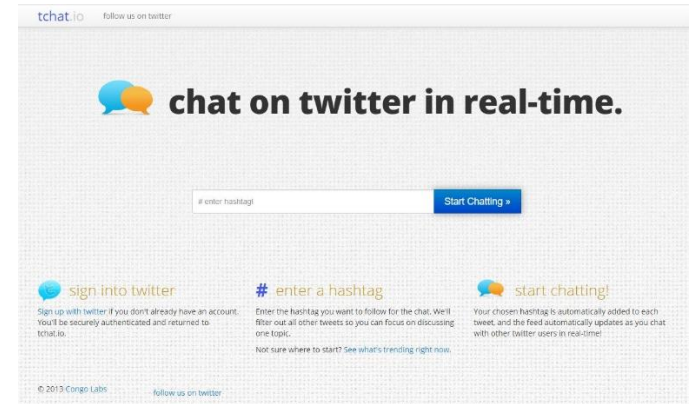 tchat.io follow us on twitter
chat on twitter in real-time.
# enter hashtag!
Start Chatting »
sign into twitter
Sign up with twitter if you don't already have an account.
You'll be securely authenticated and returned to
tchat.io.
# enter a hashtag
Enter the hashtag you want to follow for the chat. We'll
filter out all other tweets so you can focus on discussing
one topic.
Not sure where to start? See what's trending right now.
start chatting!
Your chosen hashtag is automatically added to each
tweet, and the feed automatically updates as you chat
with other twitter users in real-time!
© 2013 Congo Labs follow us on twitter